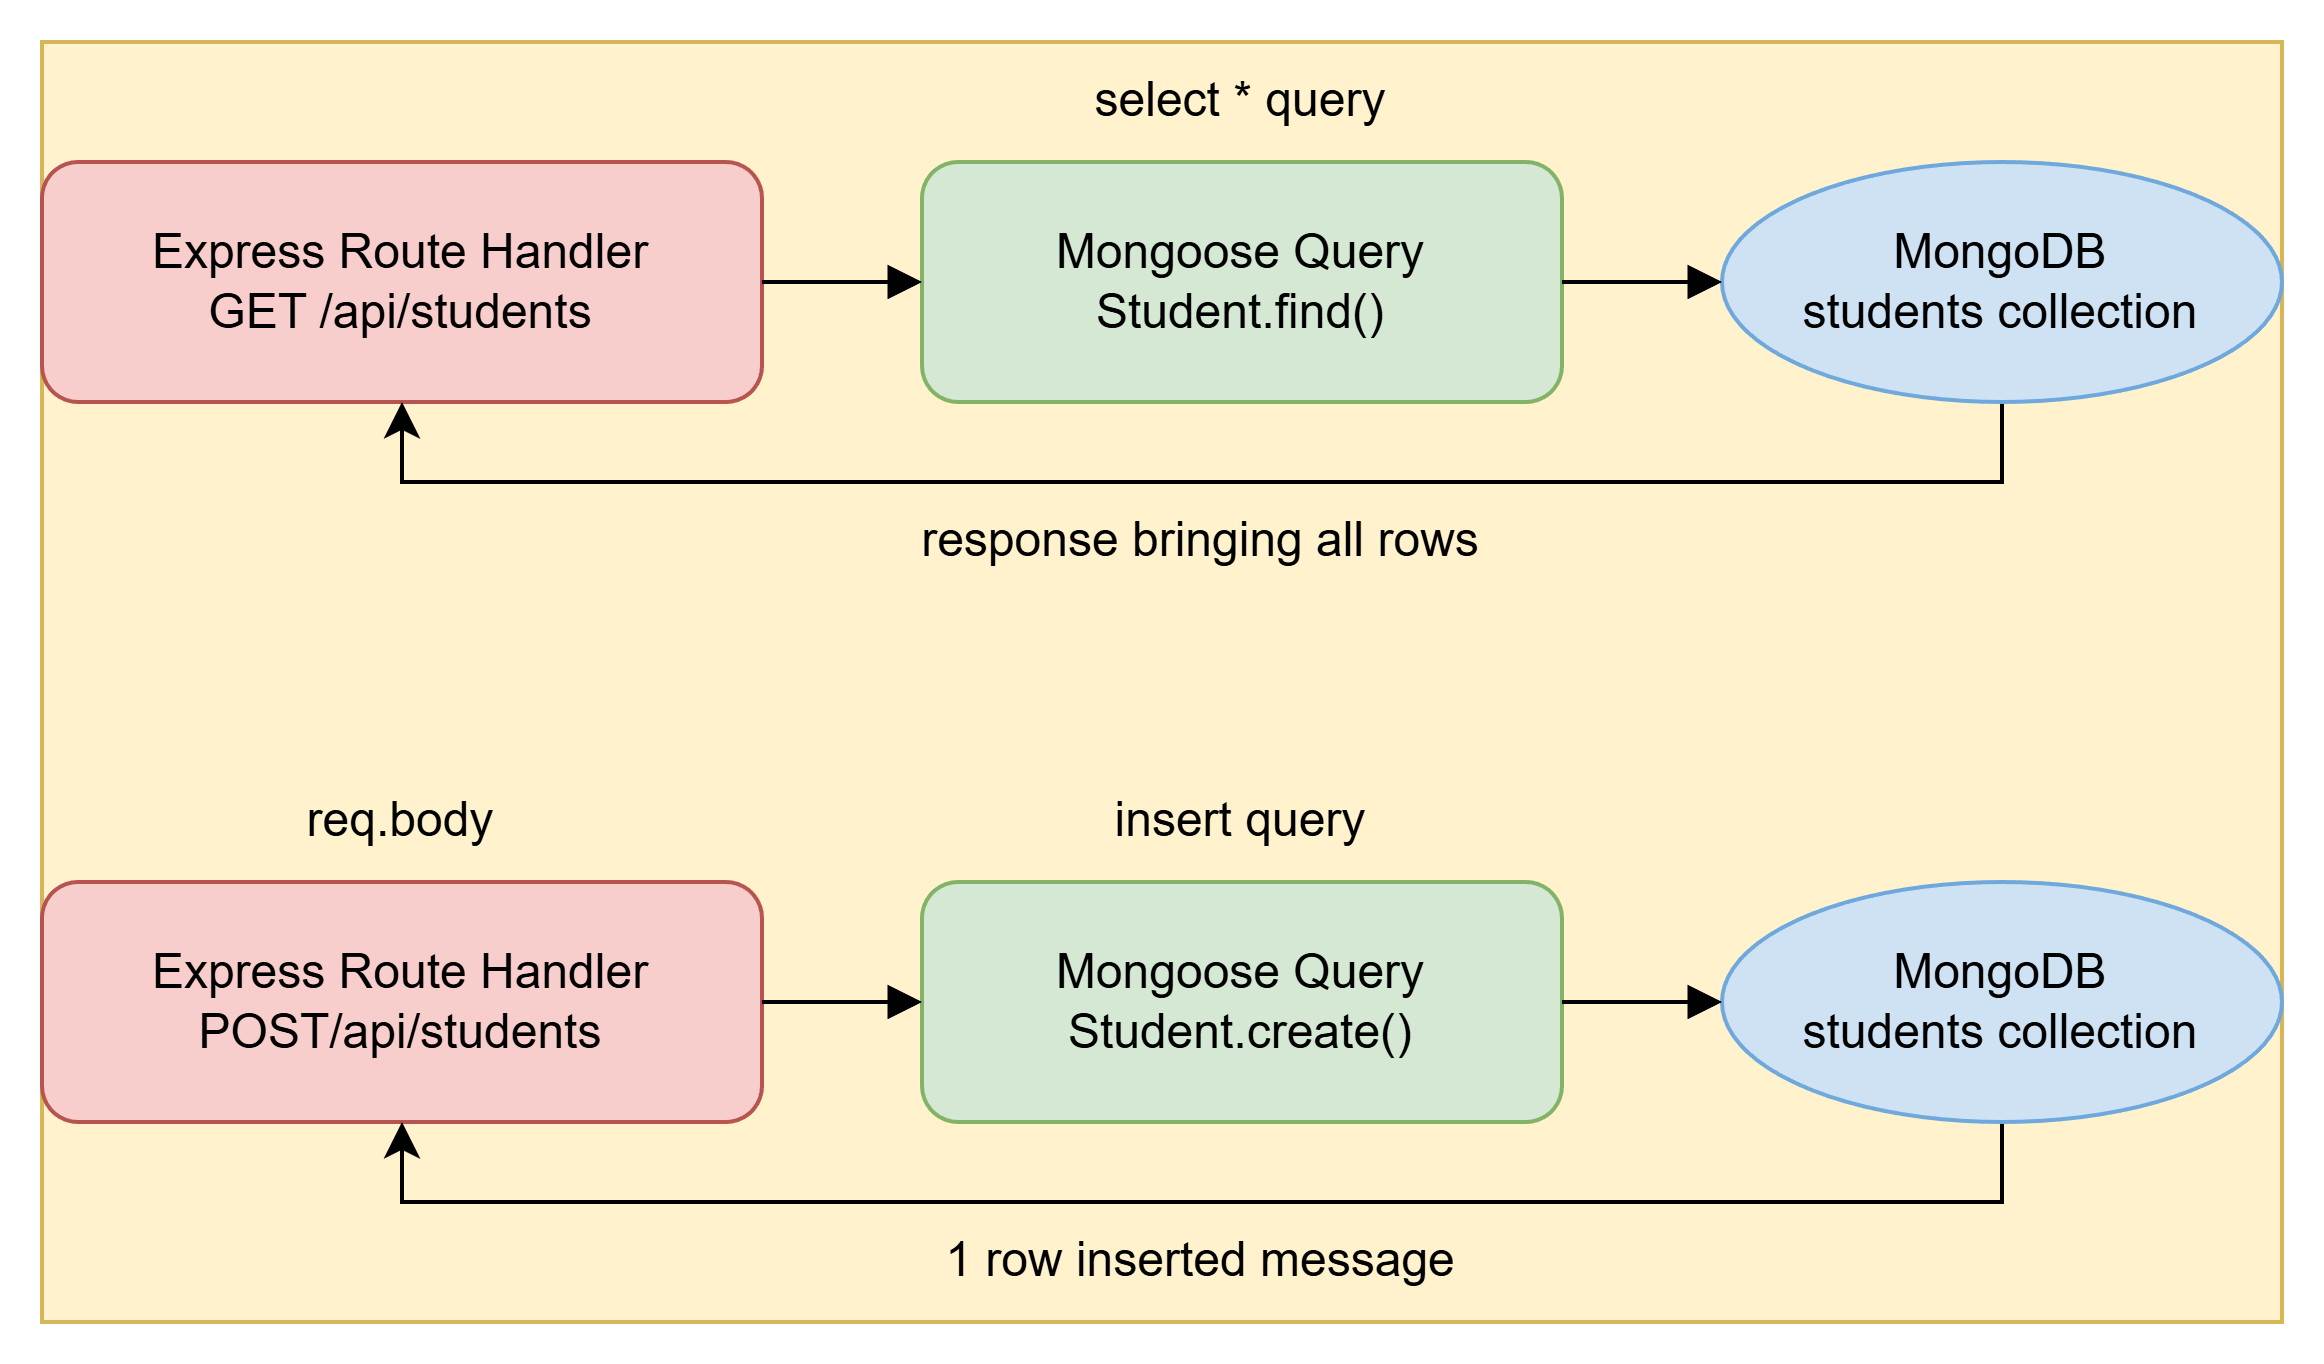 select * query
Express Route Handler
GET /api/students
Mongoose Query
Student.find()
MongoDB
students collection
response bringing all rows
req.body
insert query
Express Route Handler
POST/api/students
Mongoose Query
Student.create()
MongoDB
students collection
1 row inserted message